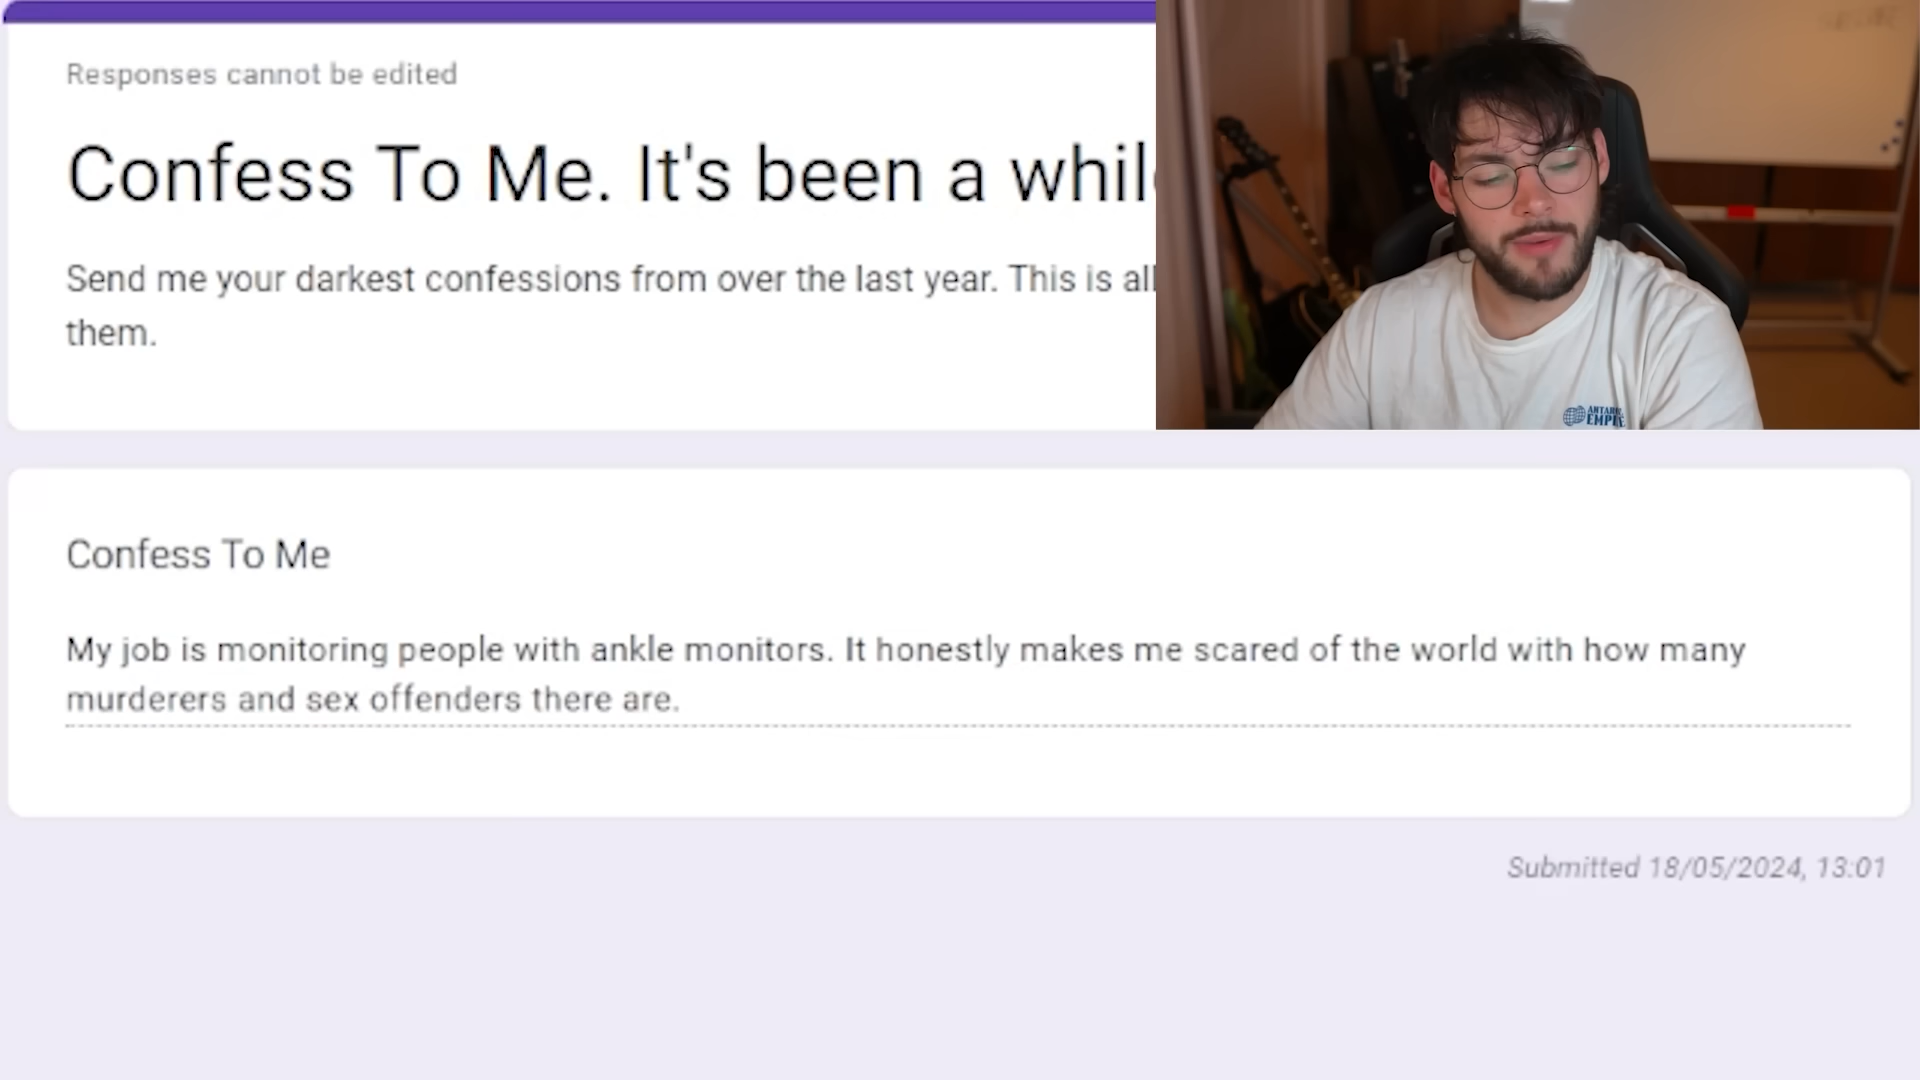 Responses cannot be edited
Confess To Me. It's been a whil
Send me your darkest confessions from over the last year. This is all
them.
EMPIRE
Confess To Me
My job is monitoring people with ankle monitors. It honestly makes me scared of the world with how many
murderers and sex offenders there are.
Submitted 18/05/2024, 13:01